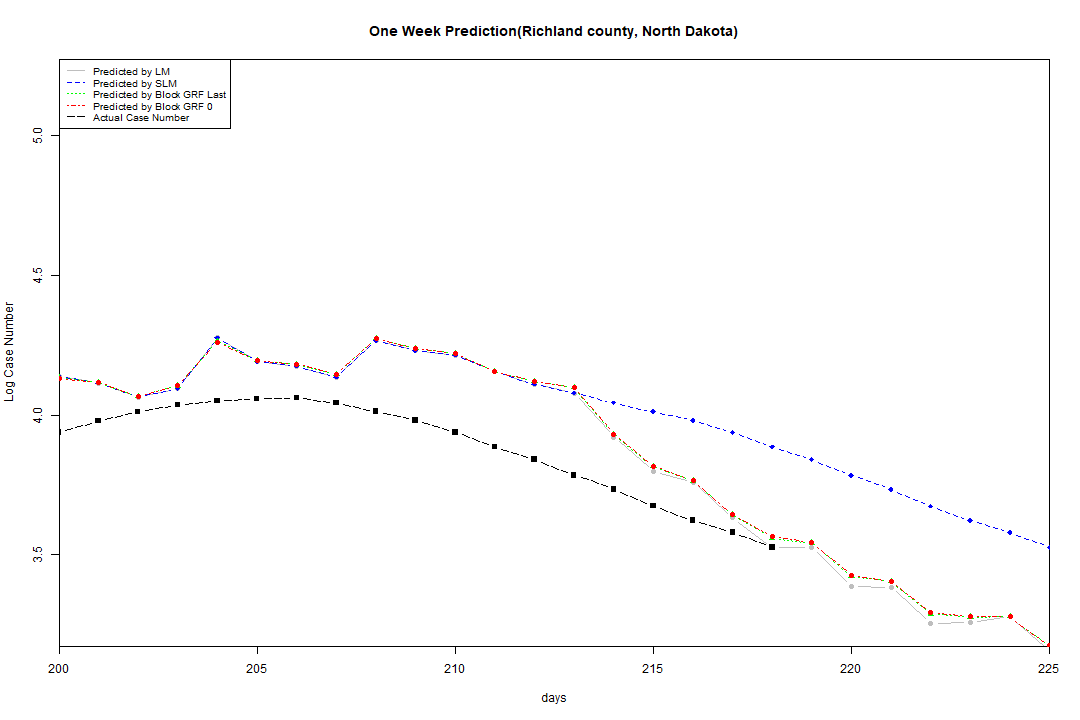 One Week Prediction(Richland county, North Dakota)
Predicted by LM
Predicted by SLM
Predicted by Block GRF Last
Predicted by Block GRF 0
Actual Case Number
5.0
4.5
4.0
3.5
Log Case Number
200 205 210 215 220 225
days